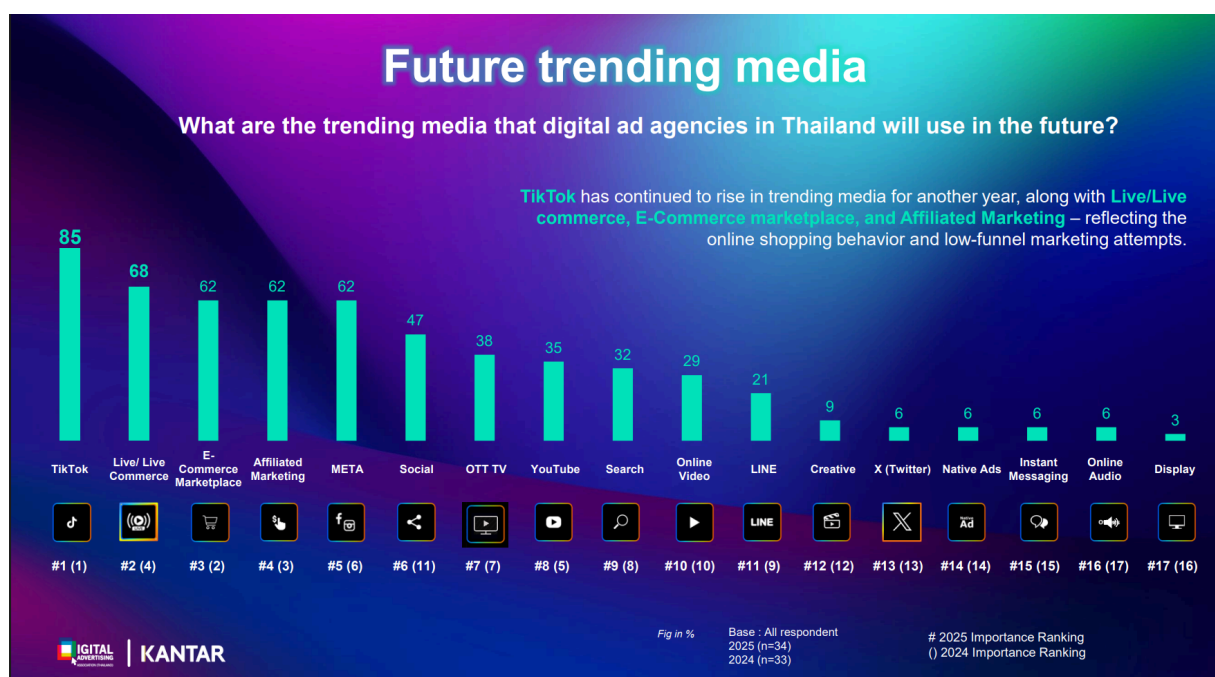 Future trending media
What are the trending media that digital ad agencies in Thailand will use in the future?
TikTok has continued to rise in trending media for another year, along with Live/Live
commerce, E-Commerce marketplace, and Affiliated Marketing – reflecting the
online shopping behavior and low-funnel marketing attempts.
85
68
62
62
62
47
38
35
32
29
21
9
6
6
6
6
3
TikTok
Live/ Live
Commerce
E-
Commerce
Marketplace
Affiliated
Marketing
META
Social
OTT TV
YouTube
Search
Online
Video
LINE
Creative
X (Twitter)
Native Ads
Instant
Messaging
Online
Audio
Display
LIVE
LINE
Native
Ad
#1 (1)
#2 (4)
#3 (2)
#4 (3)
#5 (6)
#6 (11)
#7 (7)
#8 (5)
#9 (8)
#10 (10)
#11 (9)
#12 (12)
#13 (13)
#14 (14)
#15 (15)
#16 (17)
#17 (16)
DIGITAL
ADVERTISING
ASSOCIATION (THAILAND)
KANTAR
Fig in %
Base : All respondent
2025 (n=34)
2024 (n=33)
# 2025 Importance Ranking
() 2024 Importance Ranking